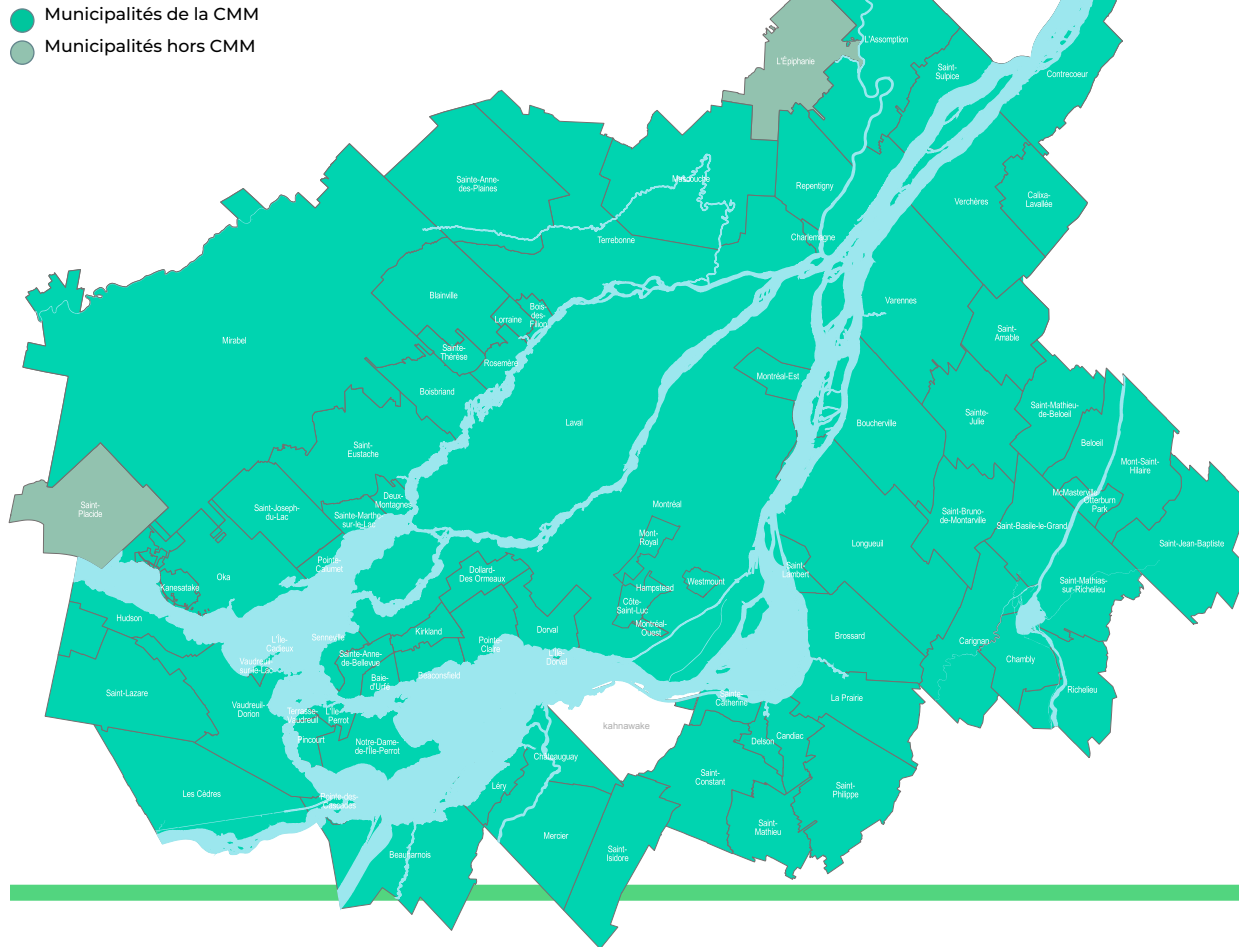 Municipalités de la CMM
Municipalités hors CMM
L'Assomption
L'Épiphanie
Saint-
Sulpice
Contrecoeur
Sainte-Anne-
des-Plaines
Mascouche
Repentigny
Verchères
Calixa-
Lavallée
Terrebonne
Charlemagne
Blainville
Bois-
des-
Filion
Lorraine
Varennes
Saint-
Amable
Mirabel
Sainte-
Thérèse
Rosemère
Boisbriand
Montréal-Est
Laval
Boucherville
Sainte-
Julie
Saint-Mathieu-
de-Beloeil
Beloeil
Saint-
Eustache
Mont-Saint-
Hilaire
Saint-
Placide
Saint-Joseph-
du-Lac
Deux-
Montagnes
Sainte-Marthe-
sur-le-Lac
Montréal
McMasterville
Otterburn
Park
Saint-Bruno-
de-Montarville
Saint-Basile-le-Grand
Mont-
Royal
Longueuil
Saint-Jean-Baptiste
Pointe-
Calumet
Oka
Kanesatake
Dollard-
Des Ormeaux
Hampstead
Westmount
Saint-
Lambert
Saint-Mathias-
sur-Richelieu
Côte-
Saint-Luc
Montréal-
Ouest
Hudson
L'Île-
Cadieux
Senneville
Kirkland
Pointe-
Claire
Dorval
Brossard
Carignan
Vaudreuil-
sur-le-Lac
Sainte-Anne-
de-Bellevue
L'Île-
Dorval
Chambly
Baie-
d'Urfé
Beaconsfield
Richelieu
Saint-Lazare
Vaudreuil-
Dorion
Terrasse-
Vaudreuil
L'Île-
Perrot
Sainte-
Catherine
La Prairie
kahnawake
Pincourt
Notre-Dame-
de-l'Île-Perrot
Delson
Candiac
Châteauguay
Saint-
Constant
Les Cèdres
Léry
Saint-
Philippe
Pointe-des-
Cascades
Mercier
Saint-
Mathieu
Beauharnois
Saint-
Isidore